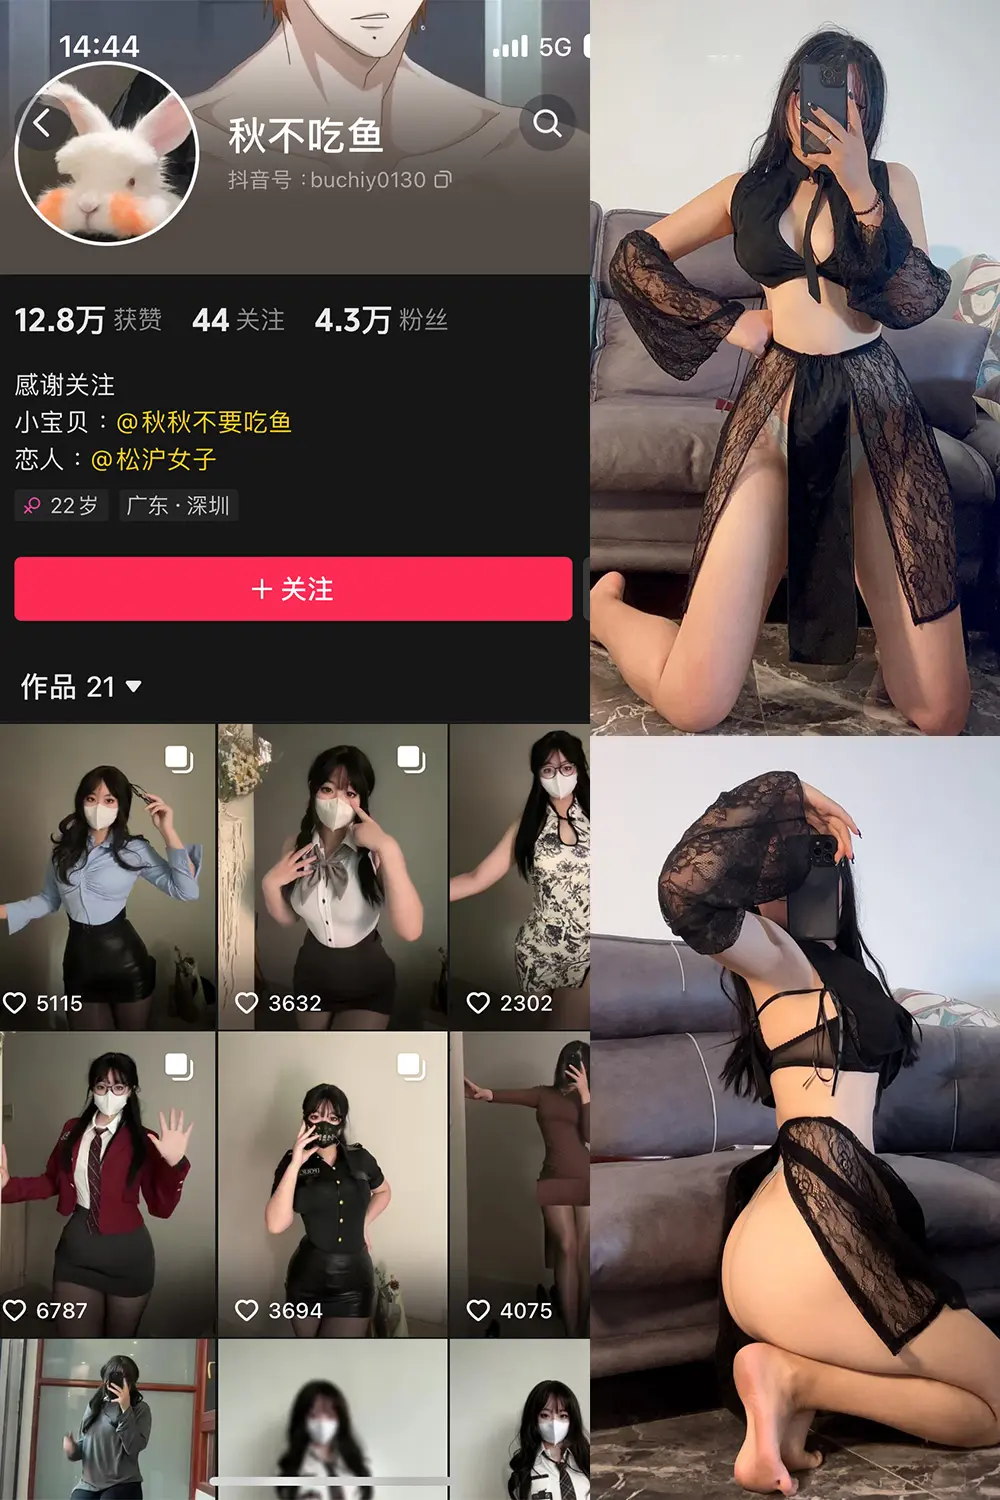 14:44
5G
秋不吃鱼
抖音号：buchiy0130
12.8万 获赞 44 关注 4.3万 粉丝
感谢关注
小宝贝：@秋秋不要吃鱼
恋人：@松沪女子
22岁 广东·深圳
+ 关注
作品 21
5115 3632 2302
6787 3694 4075